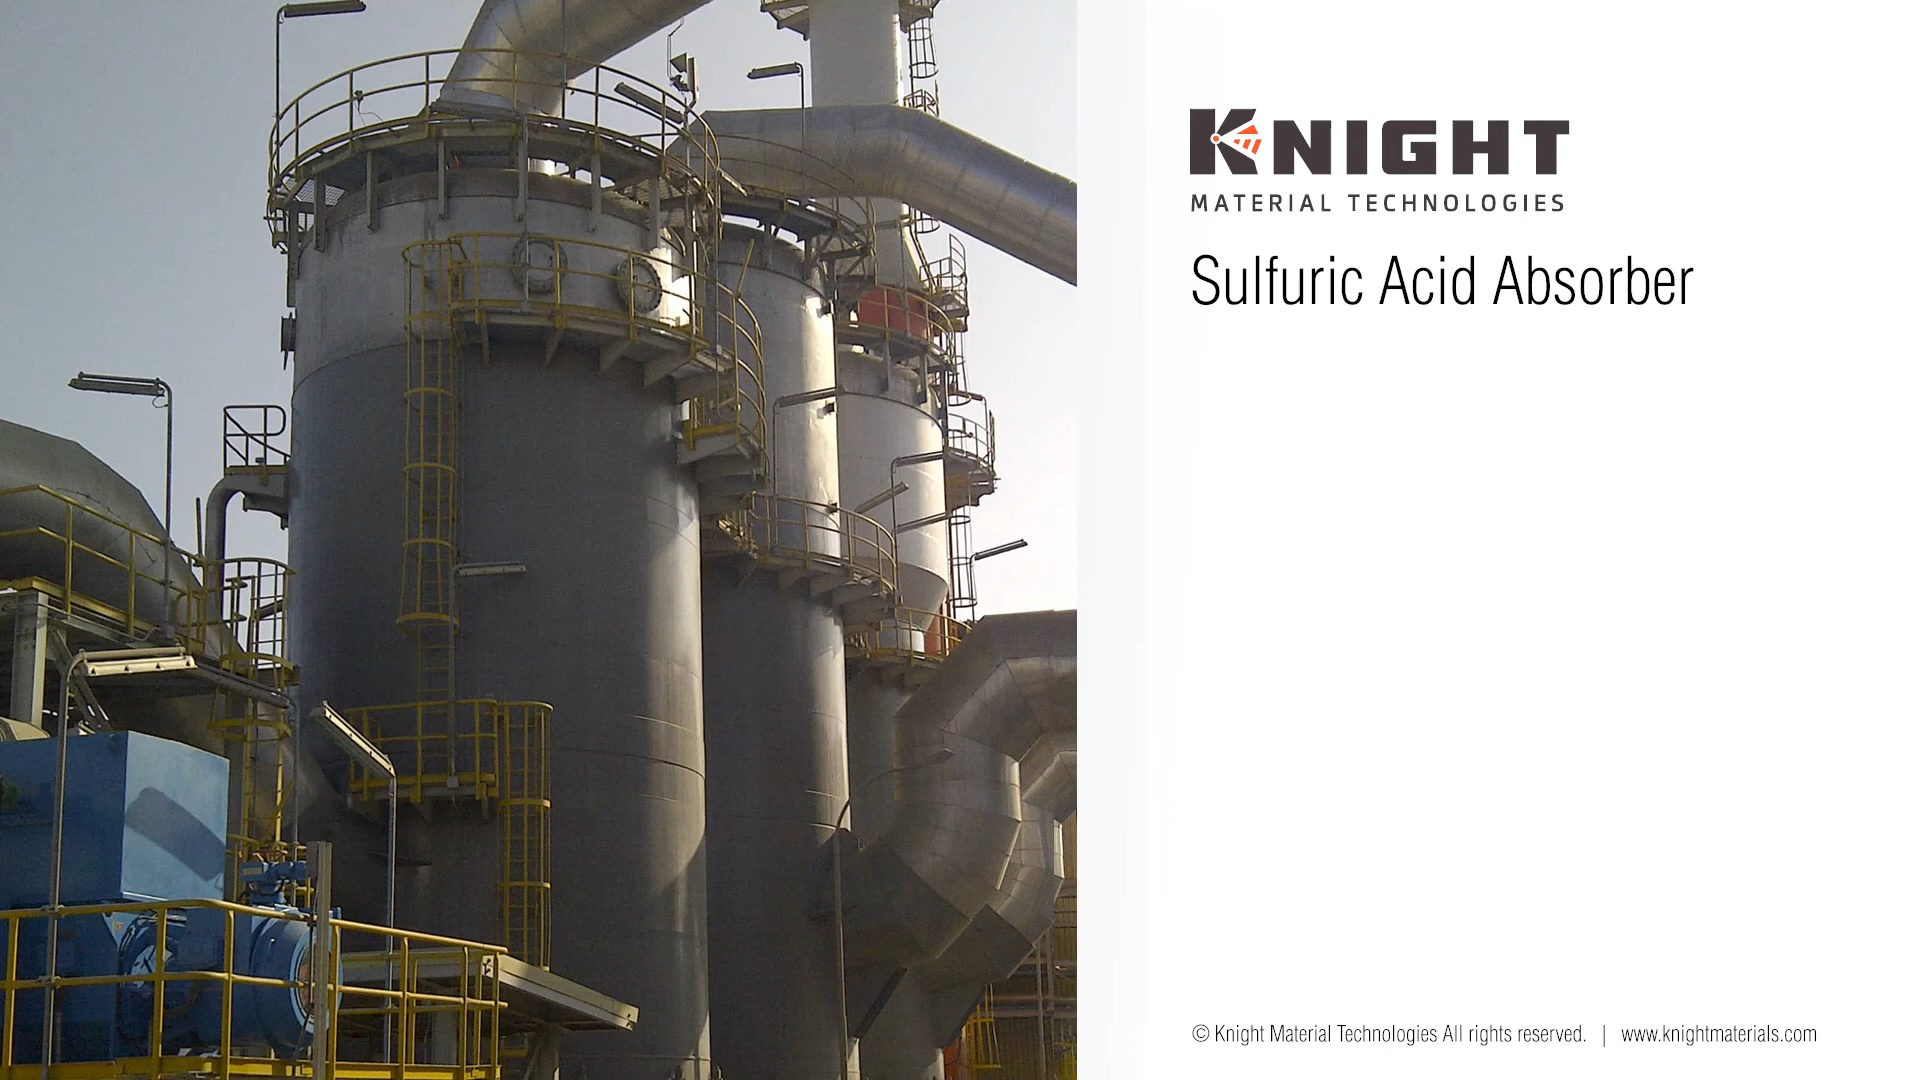 KNIGHT
MATERIAL TECHNOLOGIES
Sulfuric Acid Absorber
© Knight Material Technologies All rights reserved. | www.knightmaterials.com